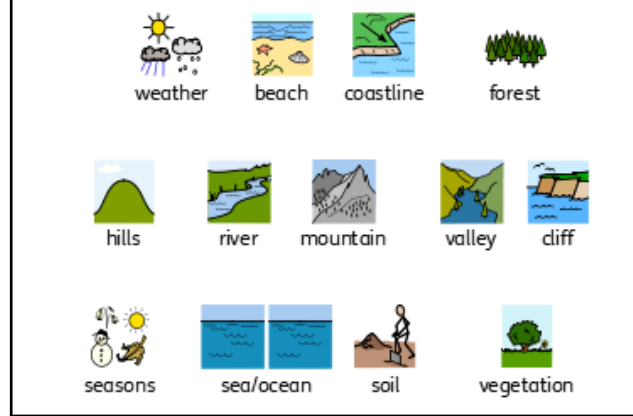 weather beach coastline forest
hills river mountain valley cliff
seasons sea/ocean soil vegetation